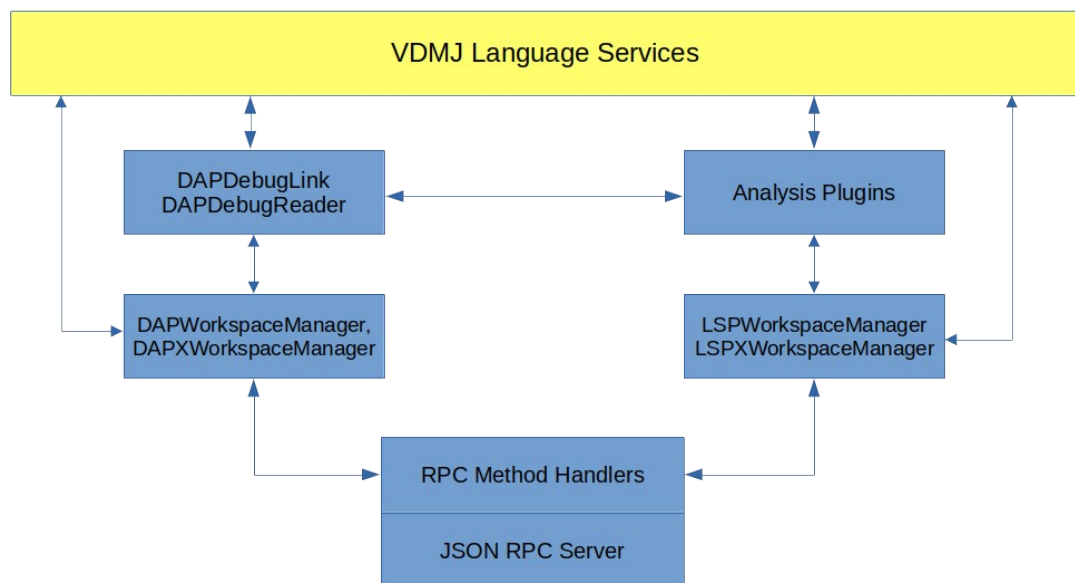 VDMJ Language Services
DAPDebugLink
DAPDebugReader
Analysis Plugins
DAPWorkspaceManager,
DAPXWorkspaceManager
LSPWorkspaceManager
LSPXWorkspaceManager
RPC Method Handlers
JSON RPC Server